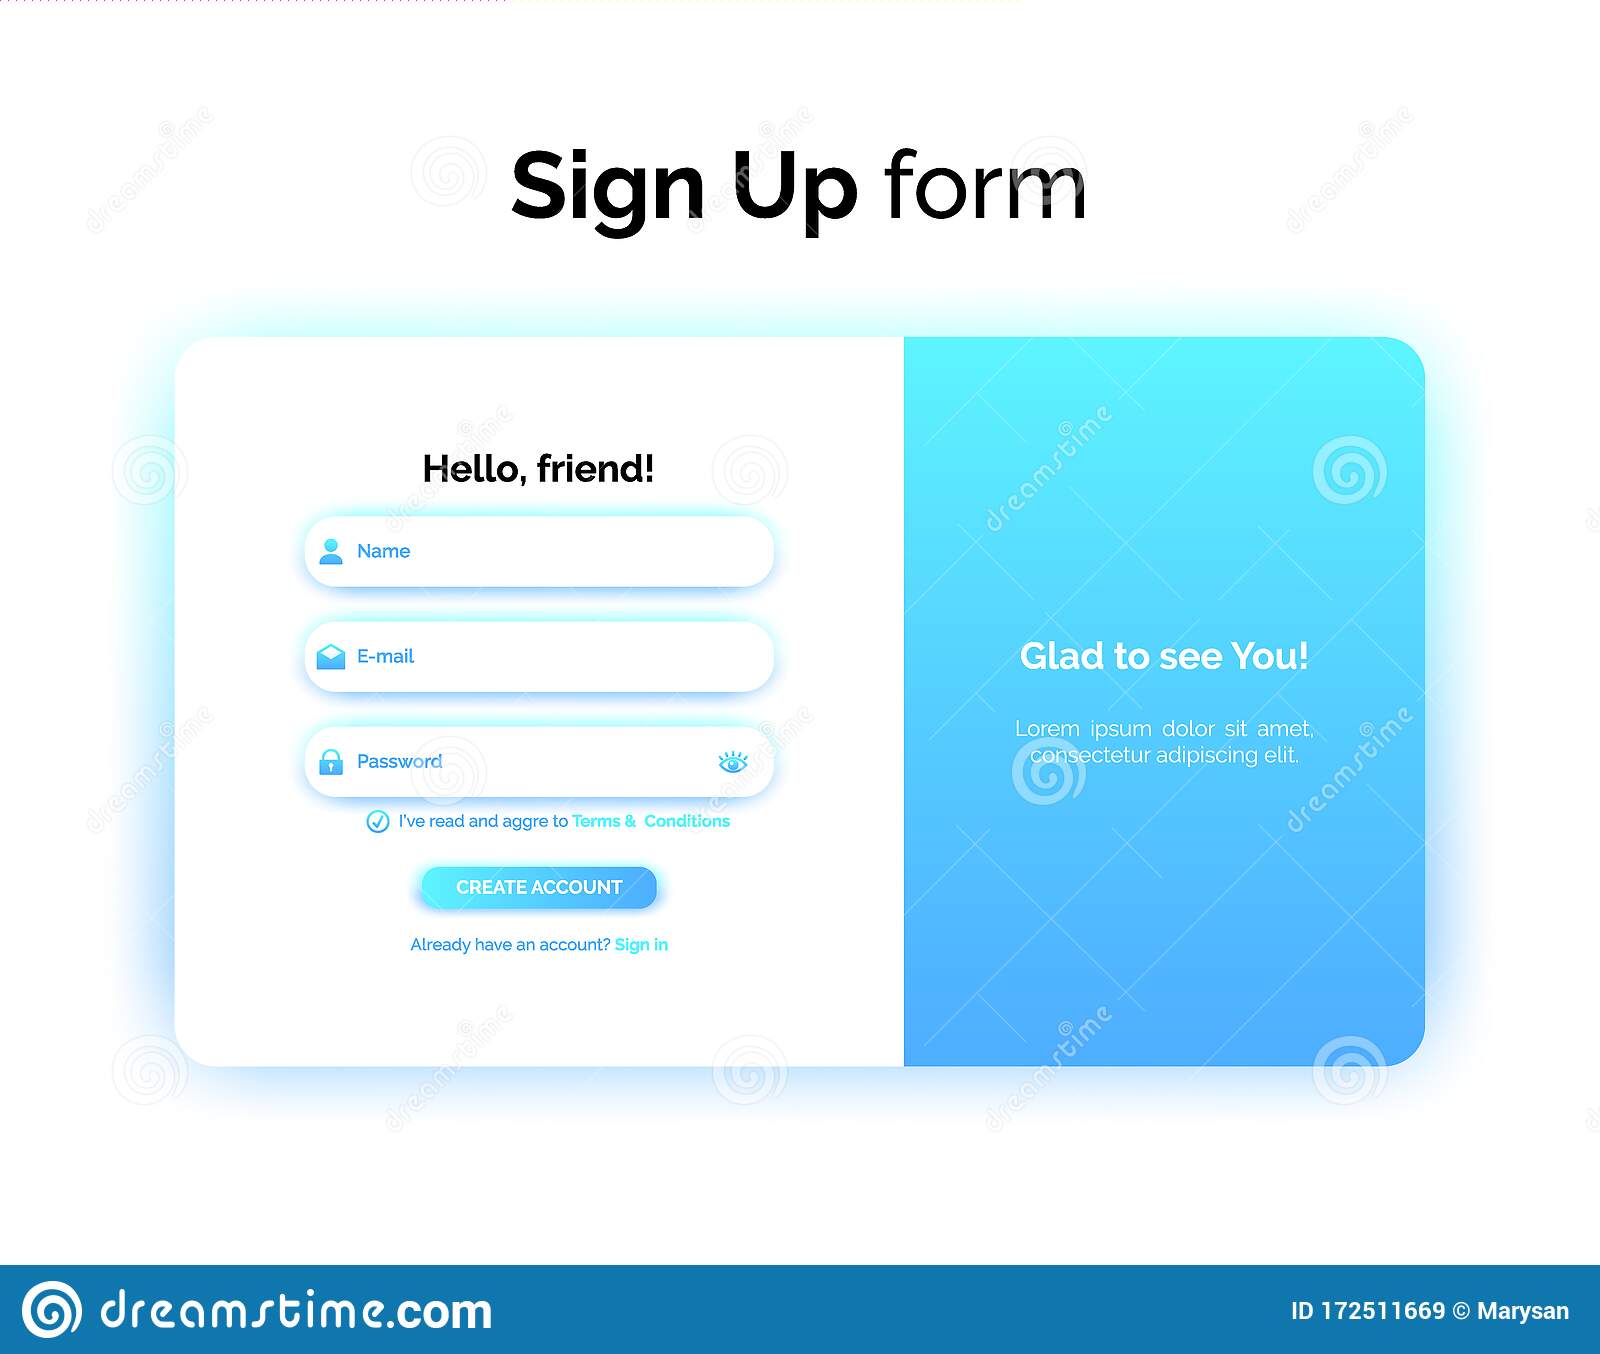 Sign Up form
Hello, friend!
Name
E-mail
Password
I've read and aggre to Terms & Conditions
CREATE ACCOUNT
Already have an account? Sign in
Glad to see You!
Lorem ipsum dolor sit amet,
consectetur adipiscing elit.
dreamstime.com
ID 172511669 © Marysan